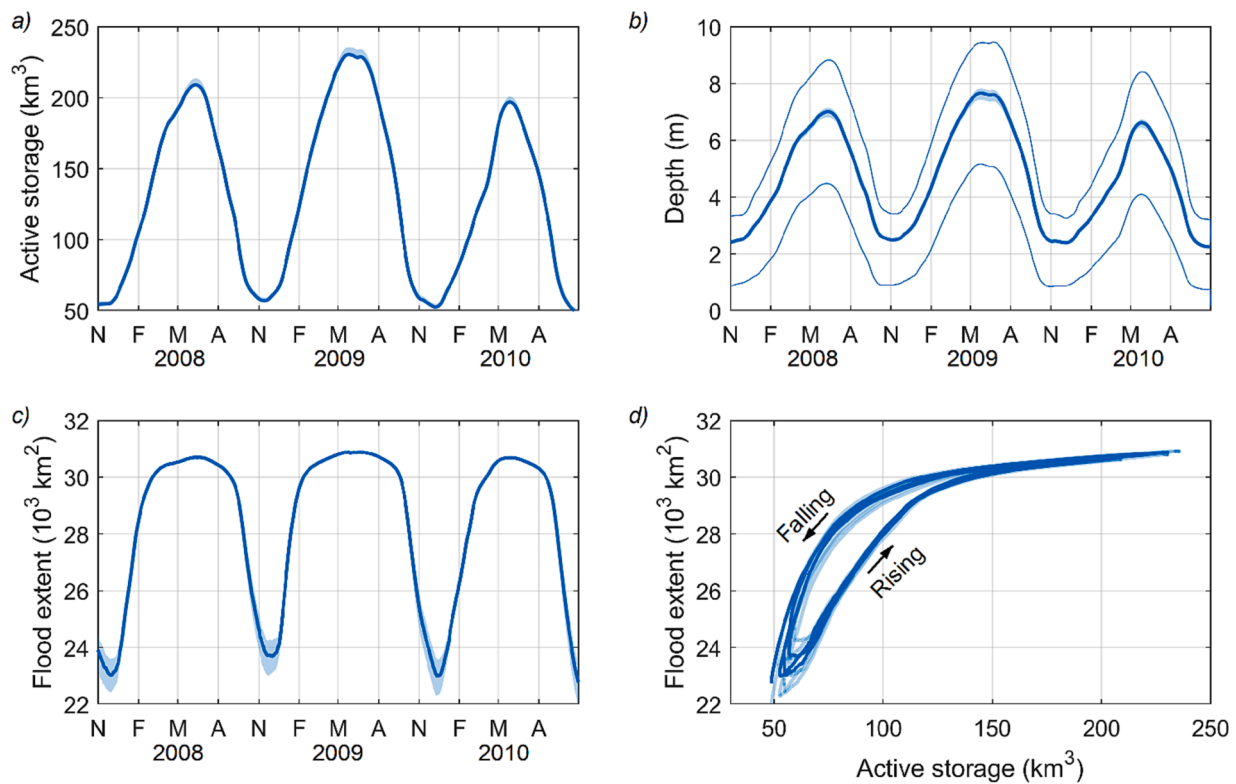 a)
Active storage (km³)
250
200
150
100
50
N F M A N F M A N F M A
2008 2009 2010
b)
Depth (m)
10
8
6
4
2
0
N F M A N F M A N F M A
2008 2009 2010
c)
Flood extent (10³ km²)
32
30
28
26
24
22
N F M A N F M A N F M A
2008 2009 2010
d)
Flood extent (10³ km²)
32
30
28
26
24
22
Falling
Rising
50 100 150 200 250
Active storage (km³)